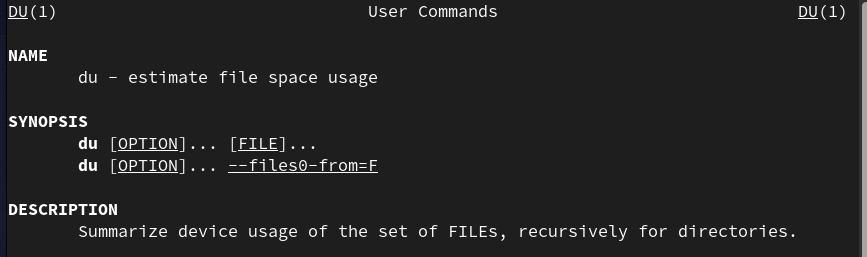 DU(1) User Commands DU(1)
NAME
du - estimate file space usage
SYNOPSIS
du [OPTION]... [FILE]...
du [OPTION]... --files0-from=F
DESCRIPTION
Summarize device usage of the set of FILEs, recursively for directories.